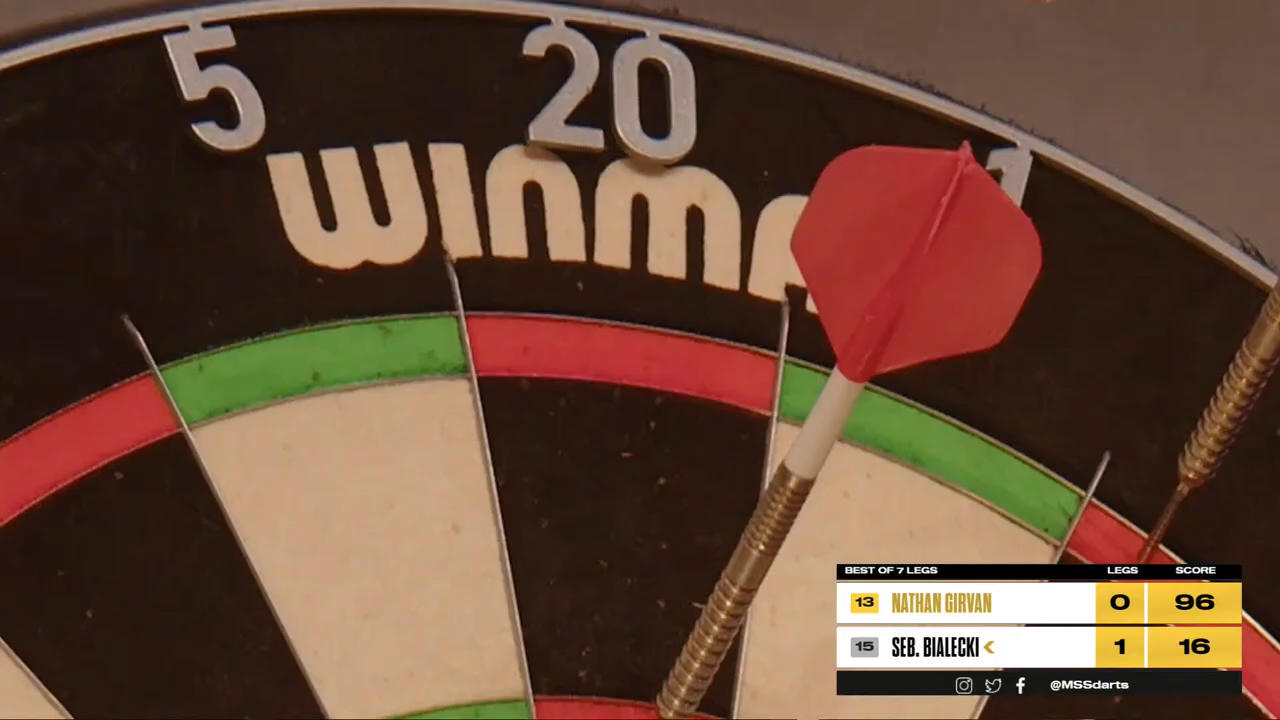 5 20 1
winma
BEST OF 7 LEGS LEGS SCORE
13 NATHAN GIRVAN 0 96
15 SEB. BIALECKI 1 16
@MSSdarts